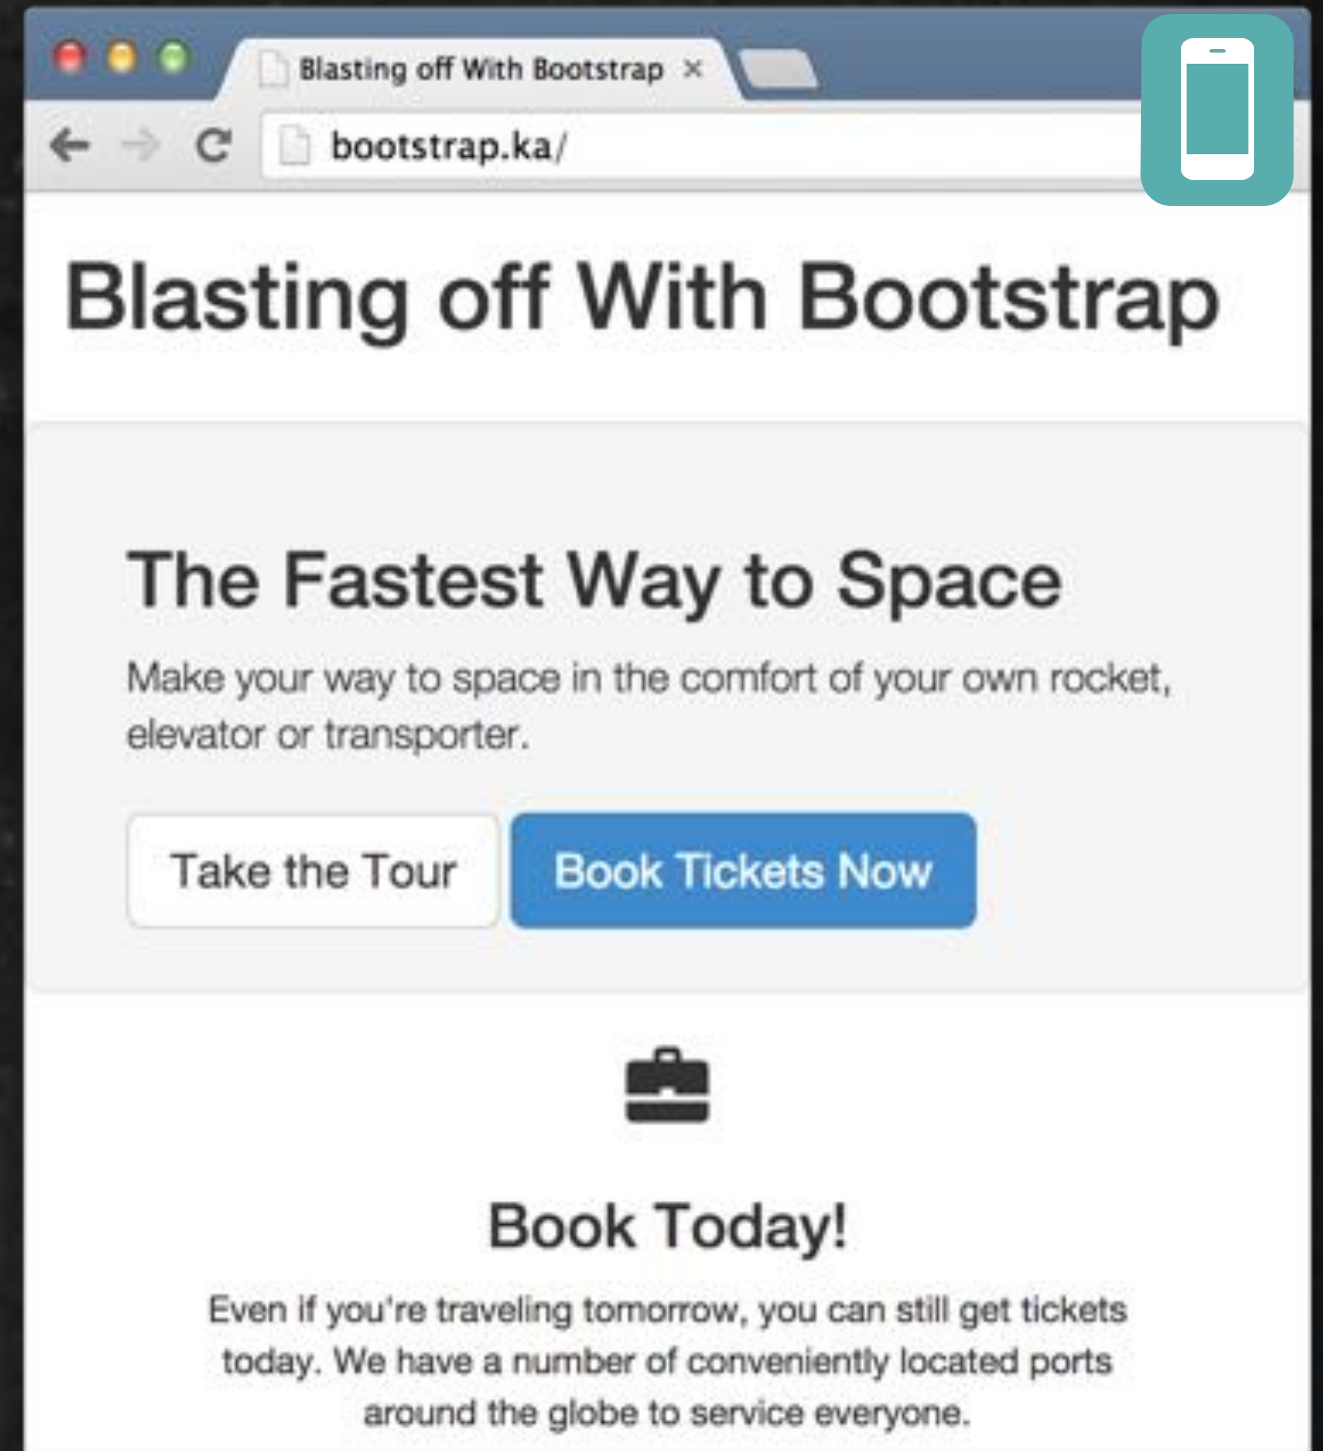 Blasting off With Bootstrap
bootstrap.ka/
Blasting off With Bootstrap
The Fastest Way to Space
Make your way to space in the comfort of your own rocket,
elevator or transporter.
Take the Tour
Book Tickets Now
Book Today!
Even if you're traveling tomorrow, you can still get tickets
today. We have a number of conveniently located ports
around the globe to service everyone.